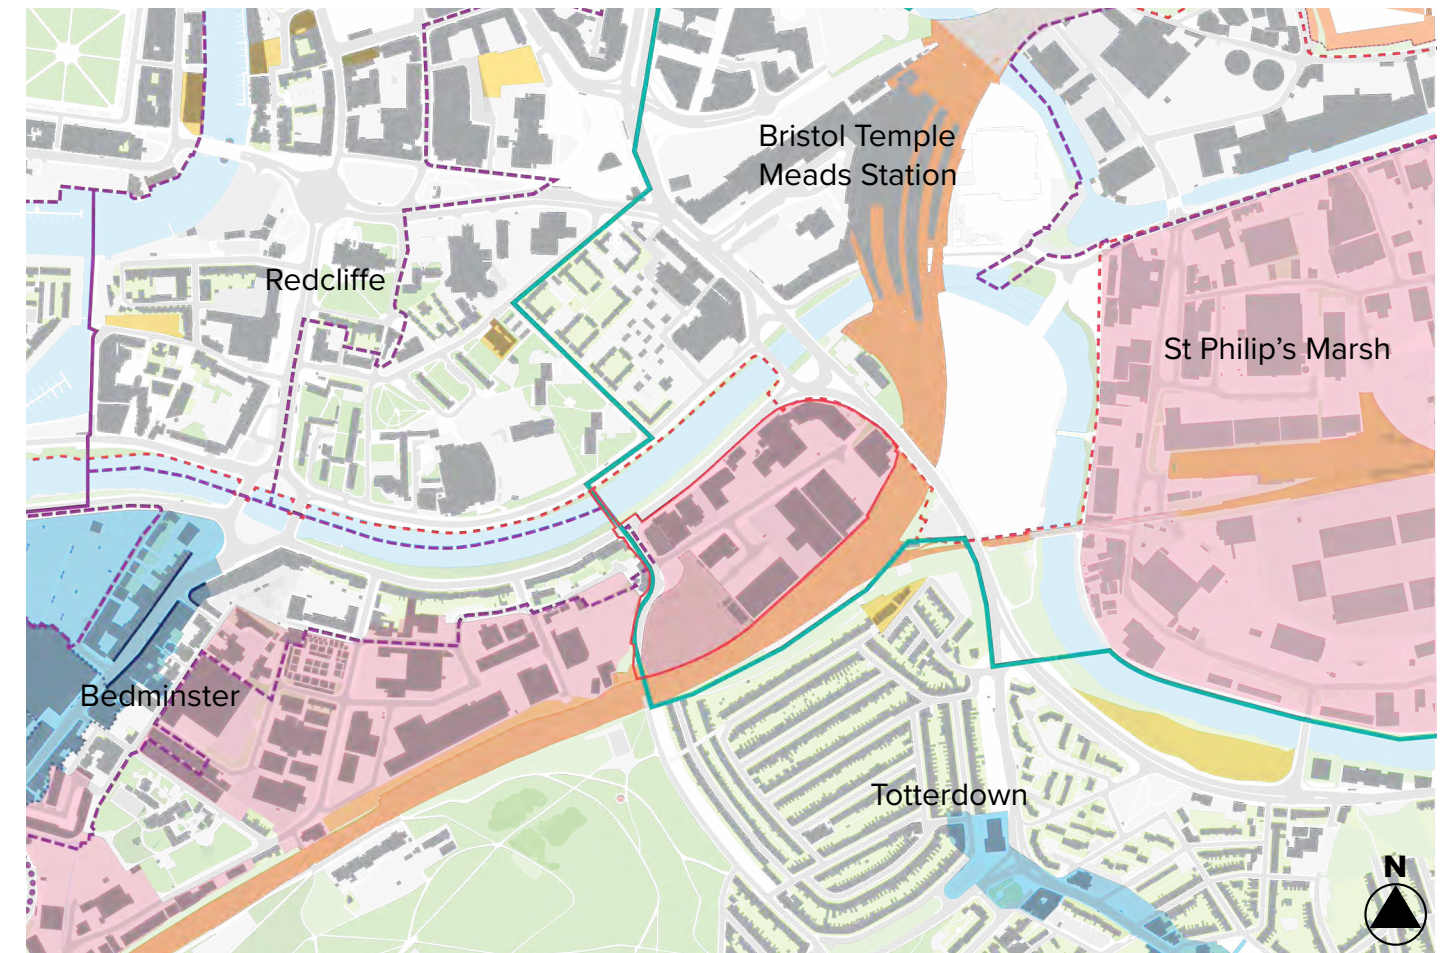 Bristol Temple
Meads Station
Redcliffe
St Philip's Marsh
Bedminster
Totterdown
N